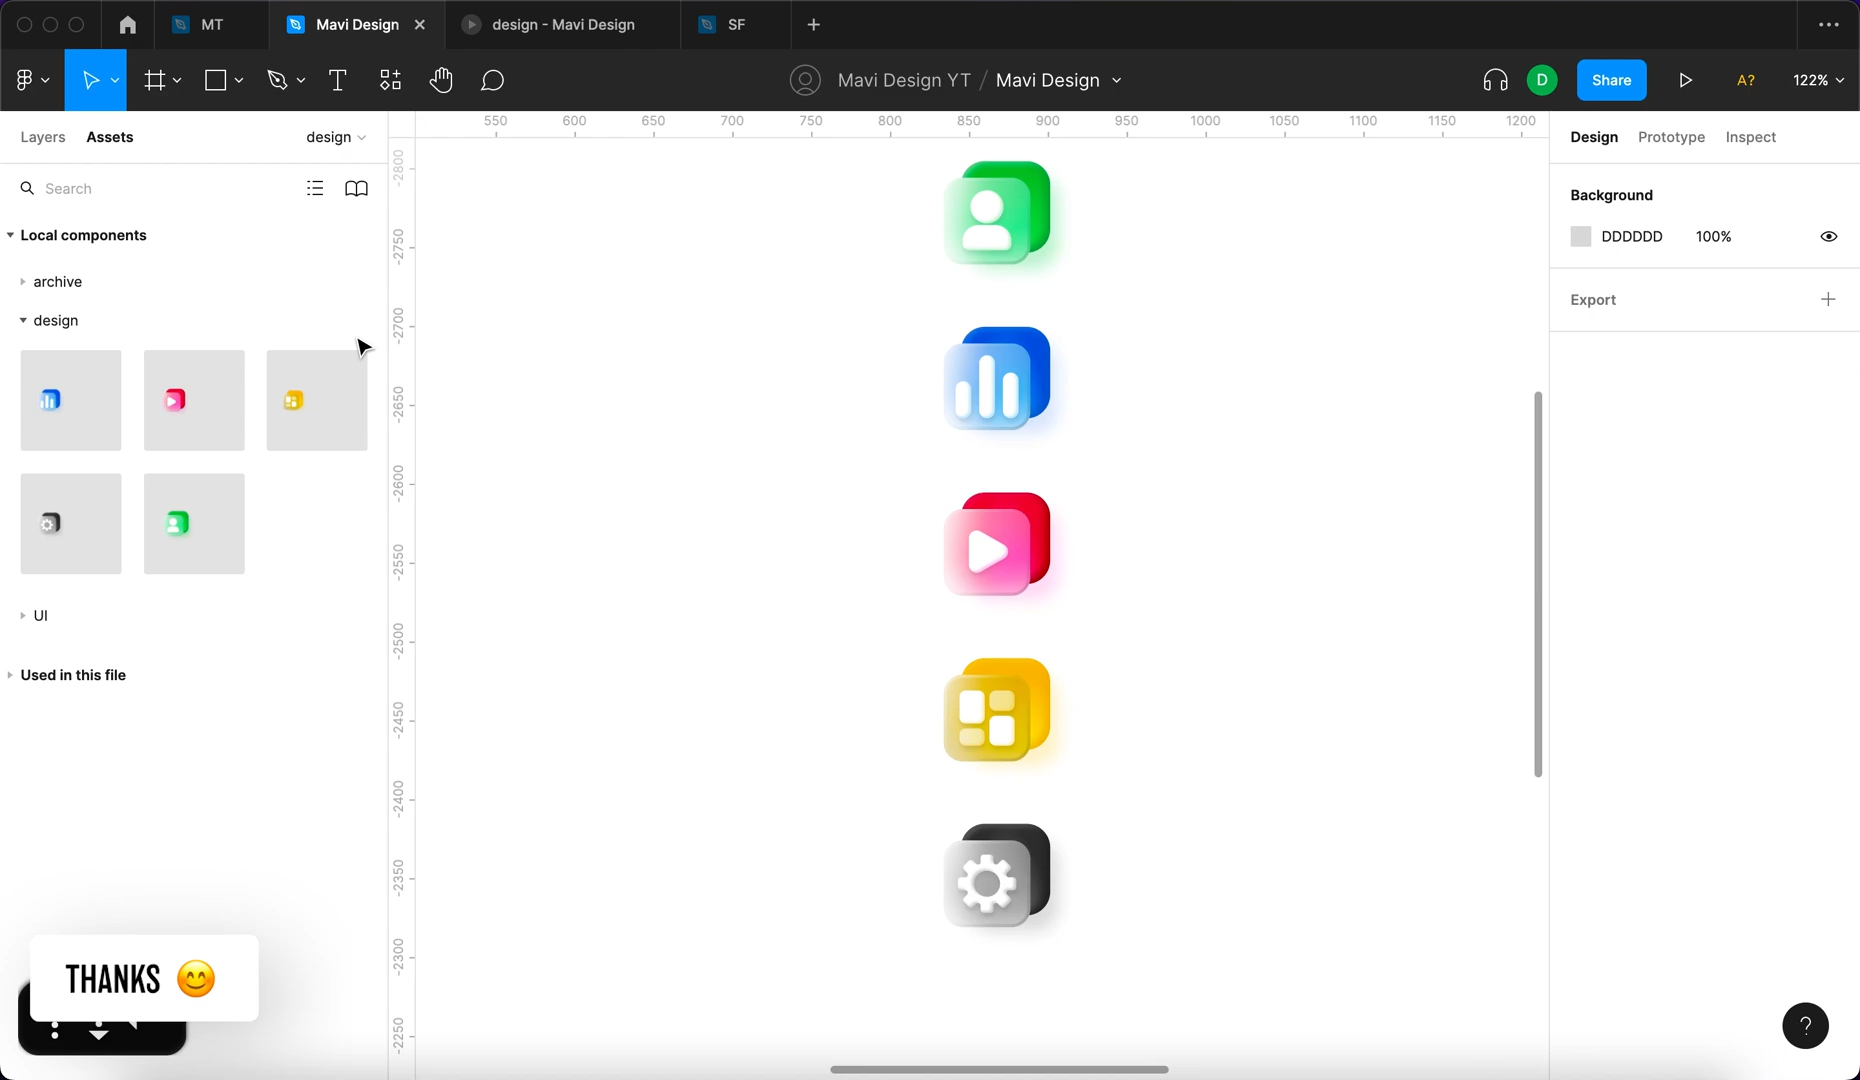 MT
Mavi Design
design - Mavi Design
SF
Mavi Design YT / Mavi Design
D
Share
A?
122%
Layers
Assets
design
Search
Local components
archive
design
UI
Used in this file
550 600 650 700 750 800 850 900 950 1000 1050 1100 1150 1200
-2800
-2750
-2700
-2650
-2600
-2550
-2500
-2450
-2400
-2350
-2300
-2250
Design
Prototype
Inspect
Background
DDDDDD
100%
Export
THANKS 😊
?